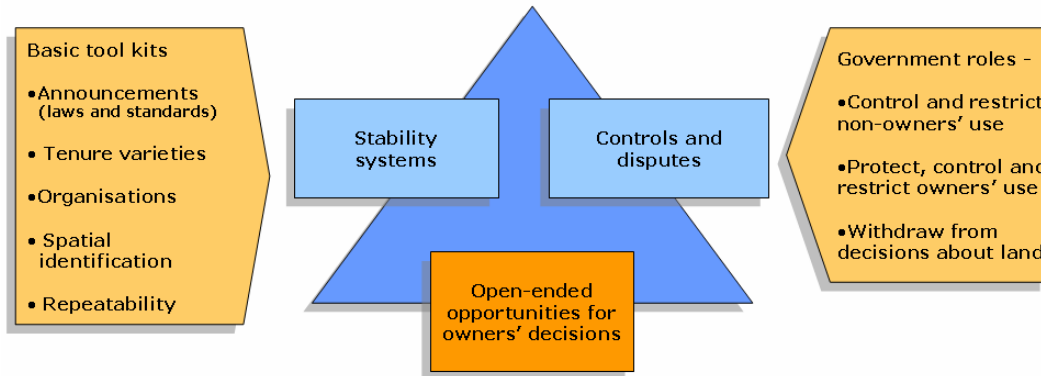 Basic tool kits
•Announcements
(laws and standards)
• Tenure varieties
•Organisations
• Spatial
identification
• Repeatability
Stability
systems
Controls and
disputes
Open-ended
opportunities for
owners' decisions
Government roles -
•Control and restrict
non-owners' use
•Protect, control and
restrict owners' use
•Withdraw from
decisions about land